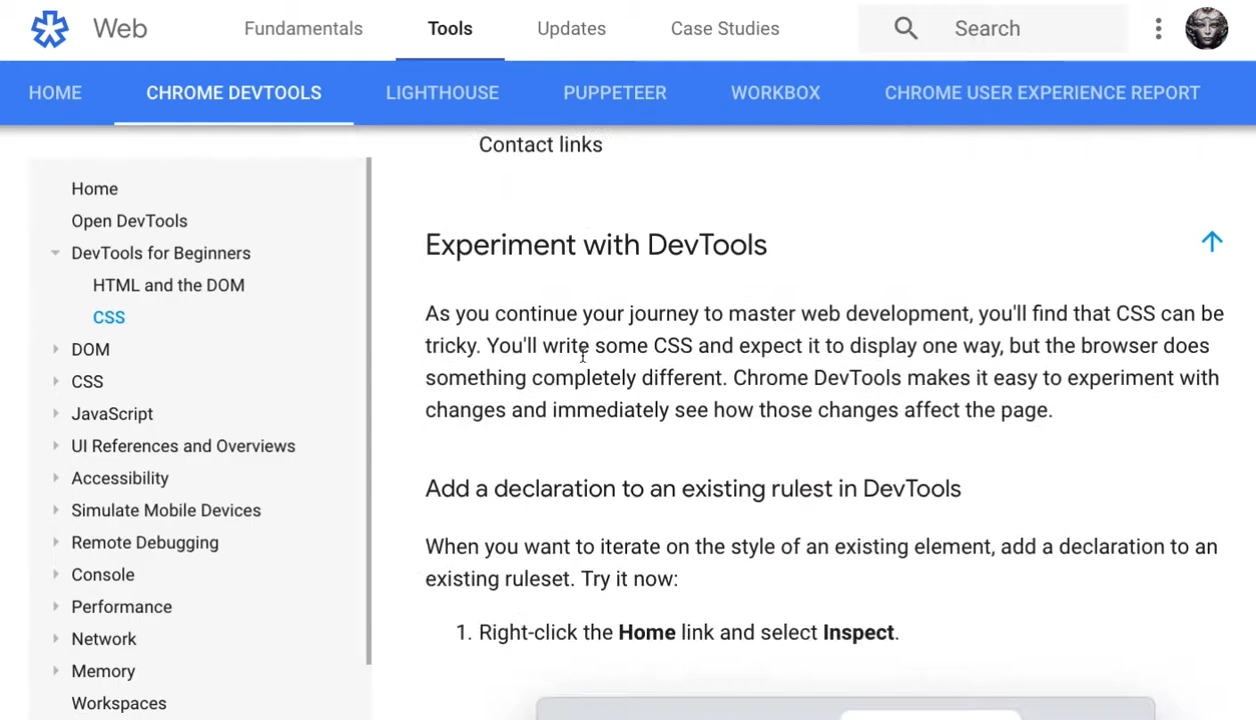 Web
Fundamentals
Tools
Updates
Case Studies
Search
HOME
CHROME DEVTOOLS
LIGHTHOUSE
PUPPETEER
WORKBOX
CHROME USER EXPERIENCE REPORT
Home
Open DevTools
DevTools for Beginners
HTML and the DOM
CSS
DOM
CSS
JavaScript
UI References and Overviews
Accessibility
Simulate Mobile Devices
Remote Debugging
Console
Performance
Network
Memory
Workspaces
Contact links
Experiment with DevTools
As you continue your journey to master web development, you'll find that CSS can be
tricky. You'll write some CSS and expect it to display one way, but the browser does
something completely different. Chrome DevTools makes it easy to experiment with
changes and immediately see how those changes affect the page.
Add a declaration to an existing rulest in DevTools
When you want to iterate on the style of an existing element, add a declaration to an
existing ruleset. Try it now:
1. Right-click the Home link and select Inspect.